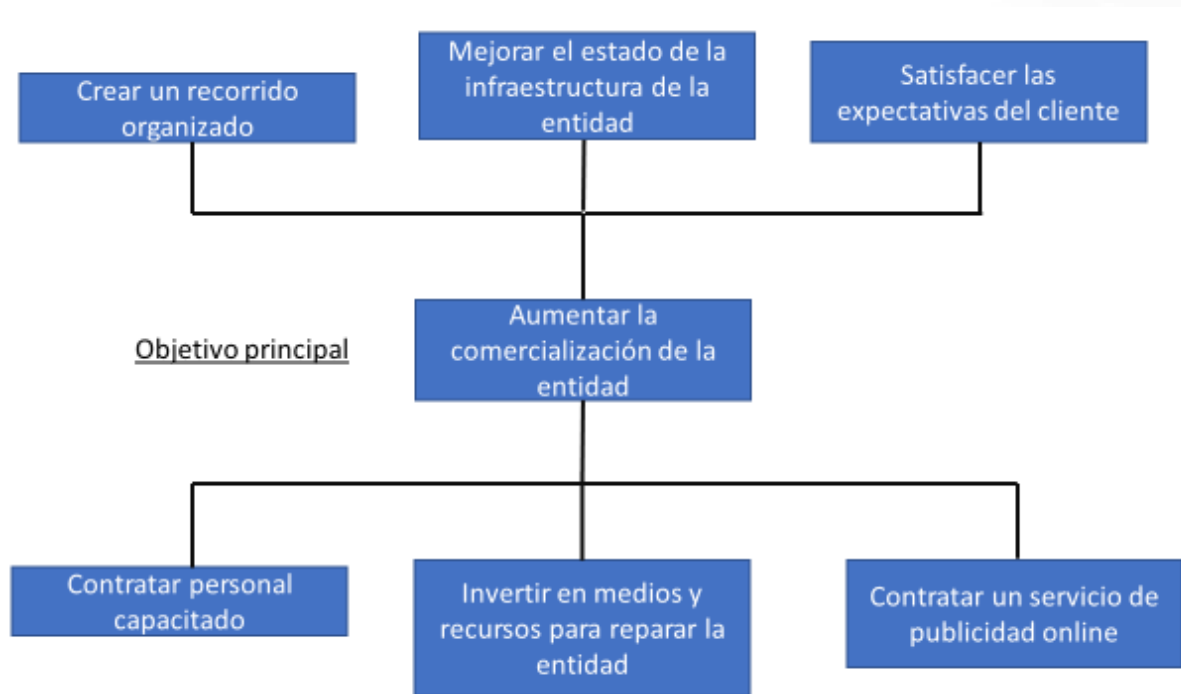 Crear un recorrido
organizado
Mejorar el estado de la
infraestructura de la
entidad
Satisfacer las
expectativas del cliente
Objetivo principal
Aumentar la
comercialización de la
entidad
Contratar personal
capacitado
Invertir en medios y
recursos para reparar la
entidad
Contratar un servicio de
publicidad online